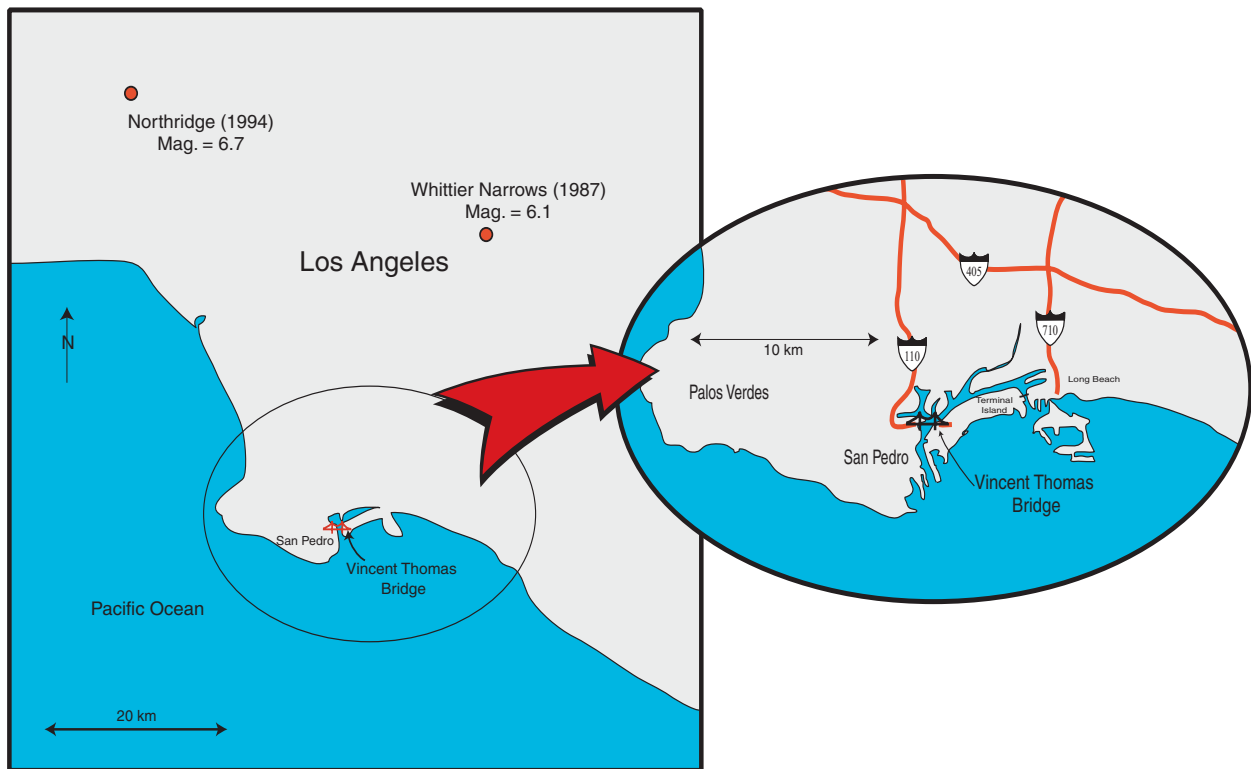 Northridge (1994)
Mag. = 6.7
Whittier Narrows (1987)
Mag. = 6.1
Los Angeles
N
San Pedro
Vincent Thomas
Bridge
Pacific Ocean
20 km
405
710
110
10 km
Palos Verdes
Long Beach
Terminal
Island
San Pedro
Vincent Thomas
Bridge